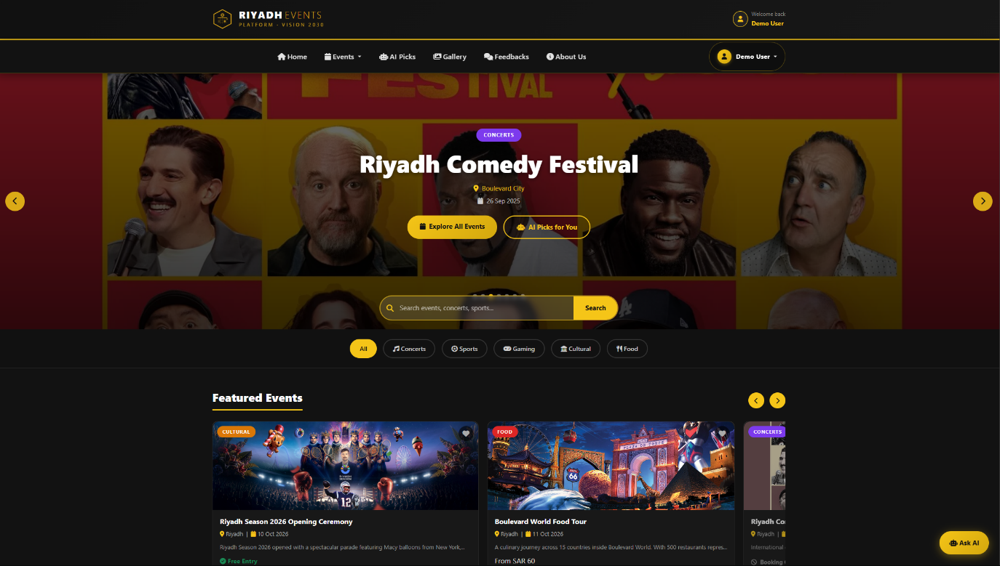 RIYADH EVENTS
PLATFORM - VISION 2030
Welcome back
Demo User
Home
Events
AI Picks
Gallery
Feedbacks
About Us
Demo User
FESTIVAL
CONCERTS
Riyadh Comedy Festival
Boulevard City
26 Sep 2025
Explore All Events
AI Picks for You
Search events, concerts, sports...
Search
All
Concerts
Sports
Gaming
Cultural
Food
Featured Events
CULTURAL
RIYADH
SEASON
12
Riyadh Season 2026 Opening Ceremony
Riyadh | 10 Oct 2026
Riyadh Season 2026 opened with a spectacular parade featuring Macy balloons from New York,...
Free Entry
FOOD
66
Boulevard World Food Tour
Riyadh | 11 Oct 2026
A culinary journey across 15 countries inside Boulevard World. With 500 restaurants repres...
From SAR 60
CONCERTS
Riyadh Co
Riyadh |
International
Booking
Ask AI